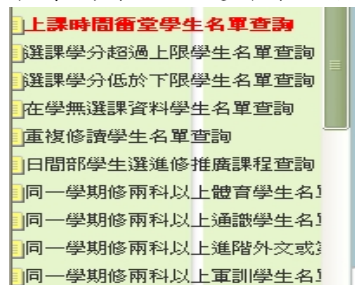 上課時間衝堂學生名單查詢
選課學分超過上限學生名單查詢
選課學分低於下限學生名單查詢
在學無選課資料學生名單查詢
重複修讀學生名單查詢
日間部學生選進修推廣課程查詢
同一學期修兩科以上體育學生名
同一學期修兩科以上通識學生名
同一學期修兩科以上進階外文或
同一學期修兩科以上軍訓學生名